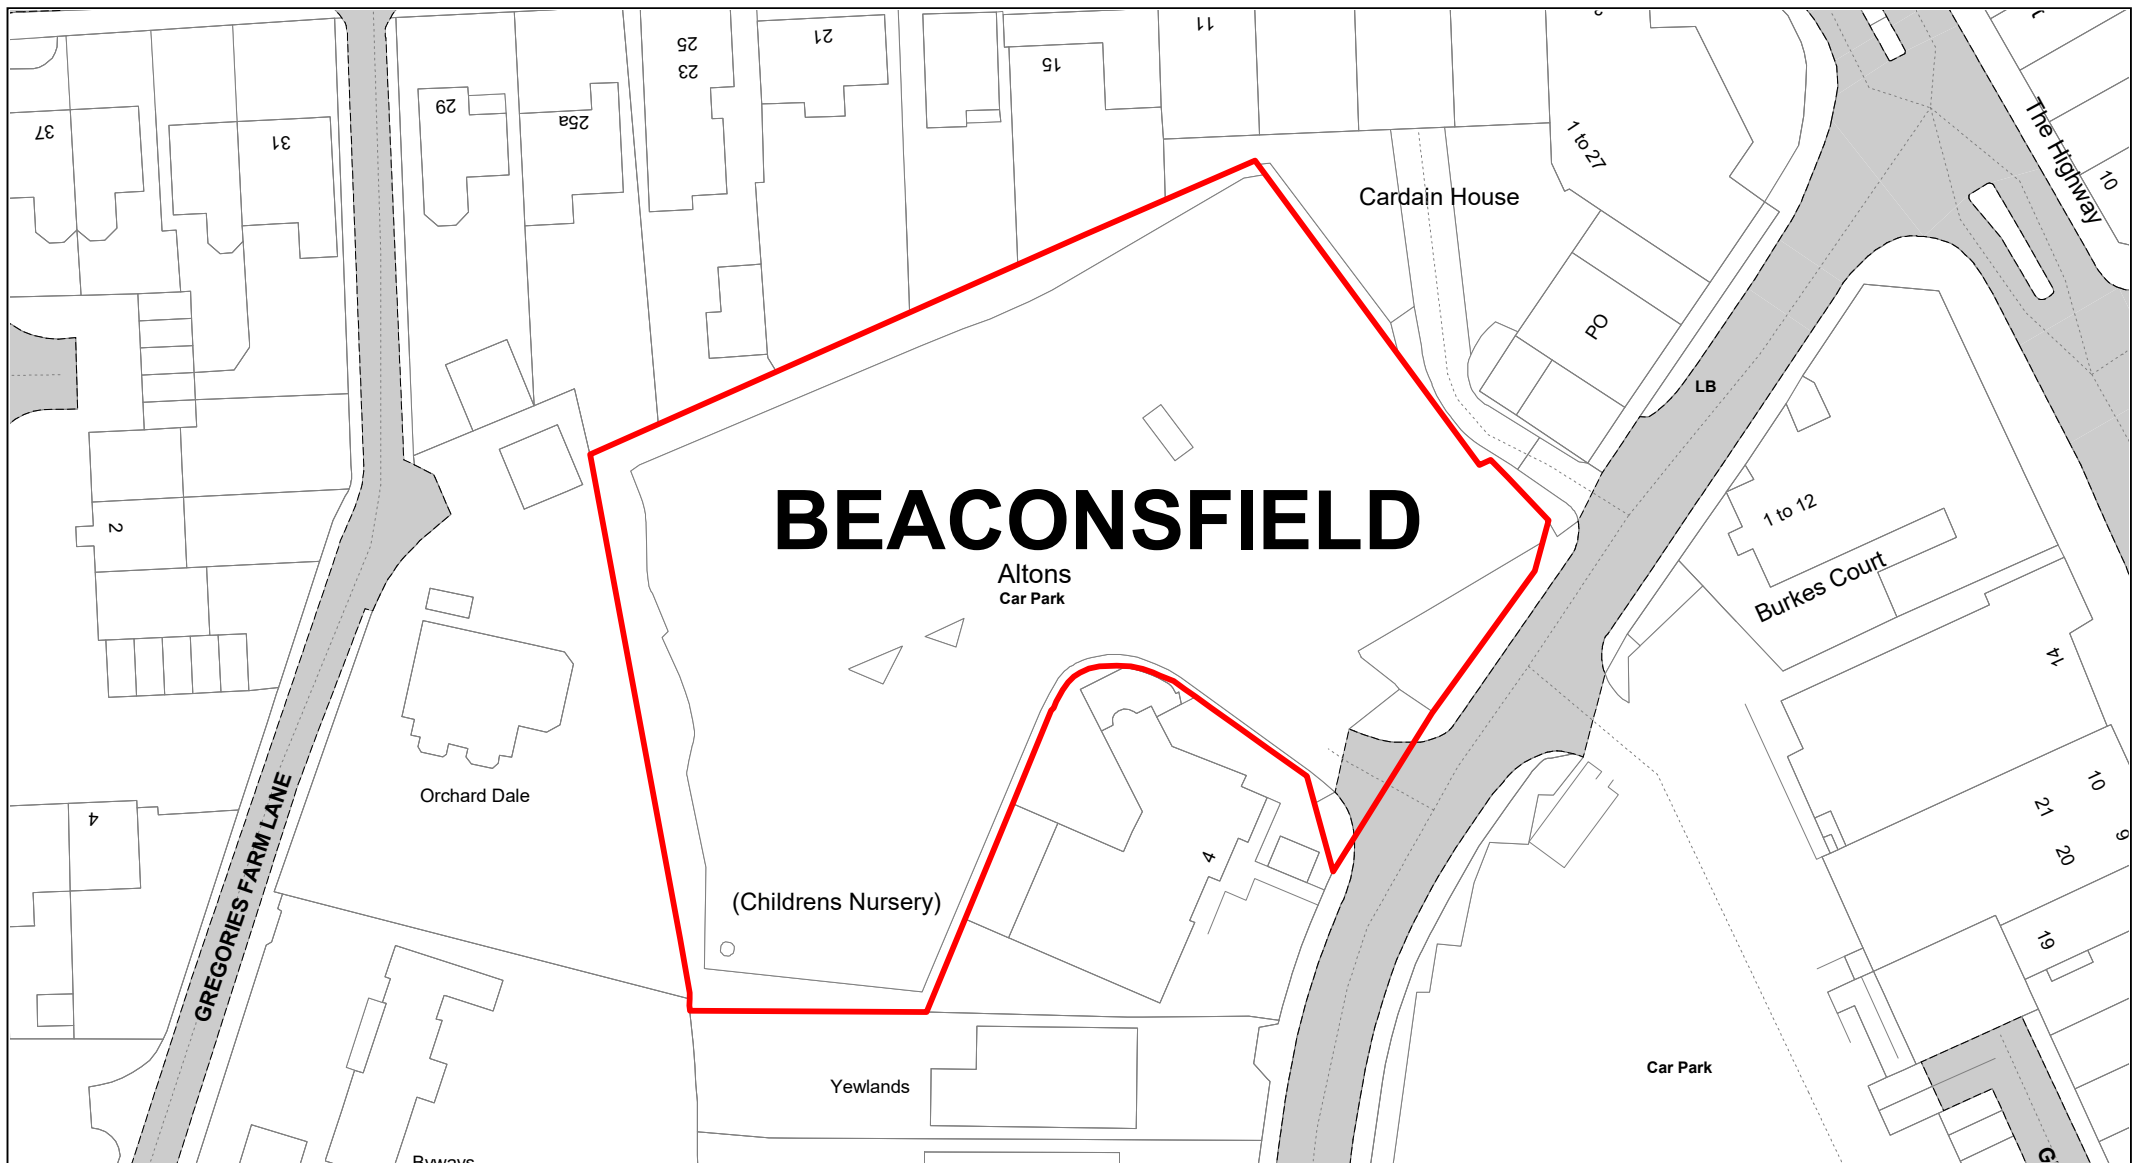 25
23
21
15
11
The Highway
10
37
31
29
25a
1 to 27
Cardain House
PO
LB
2
BEACONSFIELD
Altons
Car Park
1 to 12
Burkes Court
14
Orchard Dale
GREGORIES FARM LANE
4
4
(Childrens Nursery)
10
21
9
20
19
Yewlands
Car Park